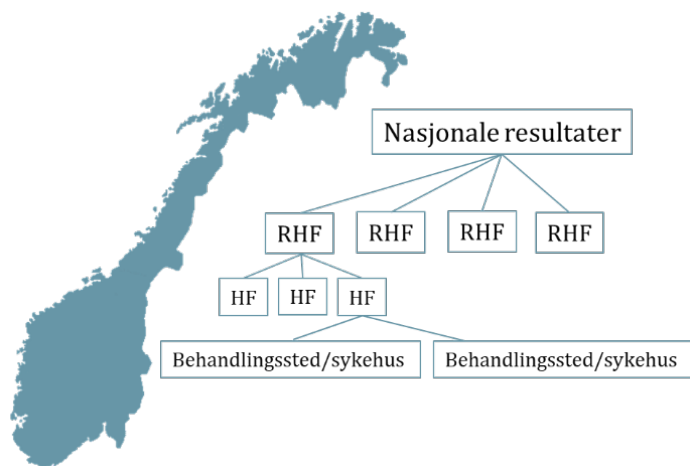 Nasjonale resultater
RHF RHF RHF RHF
HF HF HF
Behandlingssted/sykehus Behandlingssted/sykehus